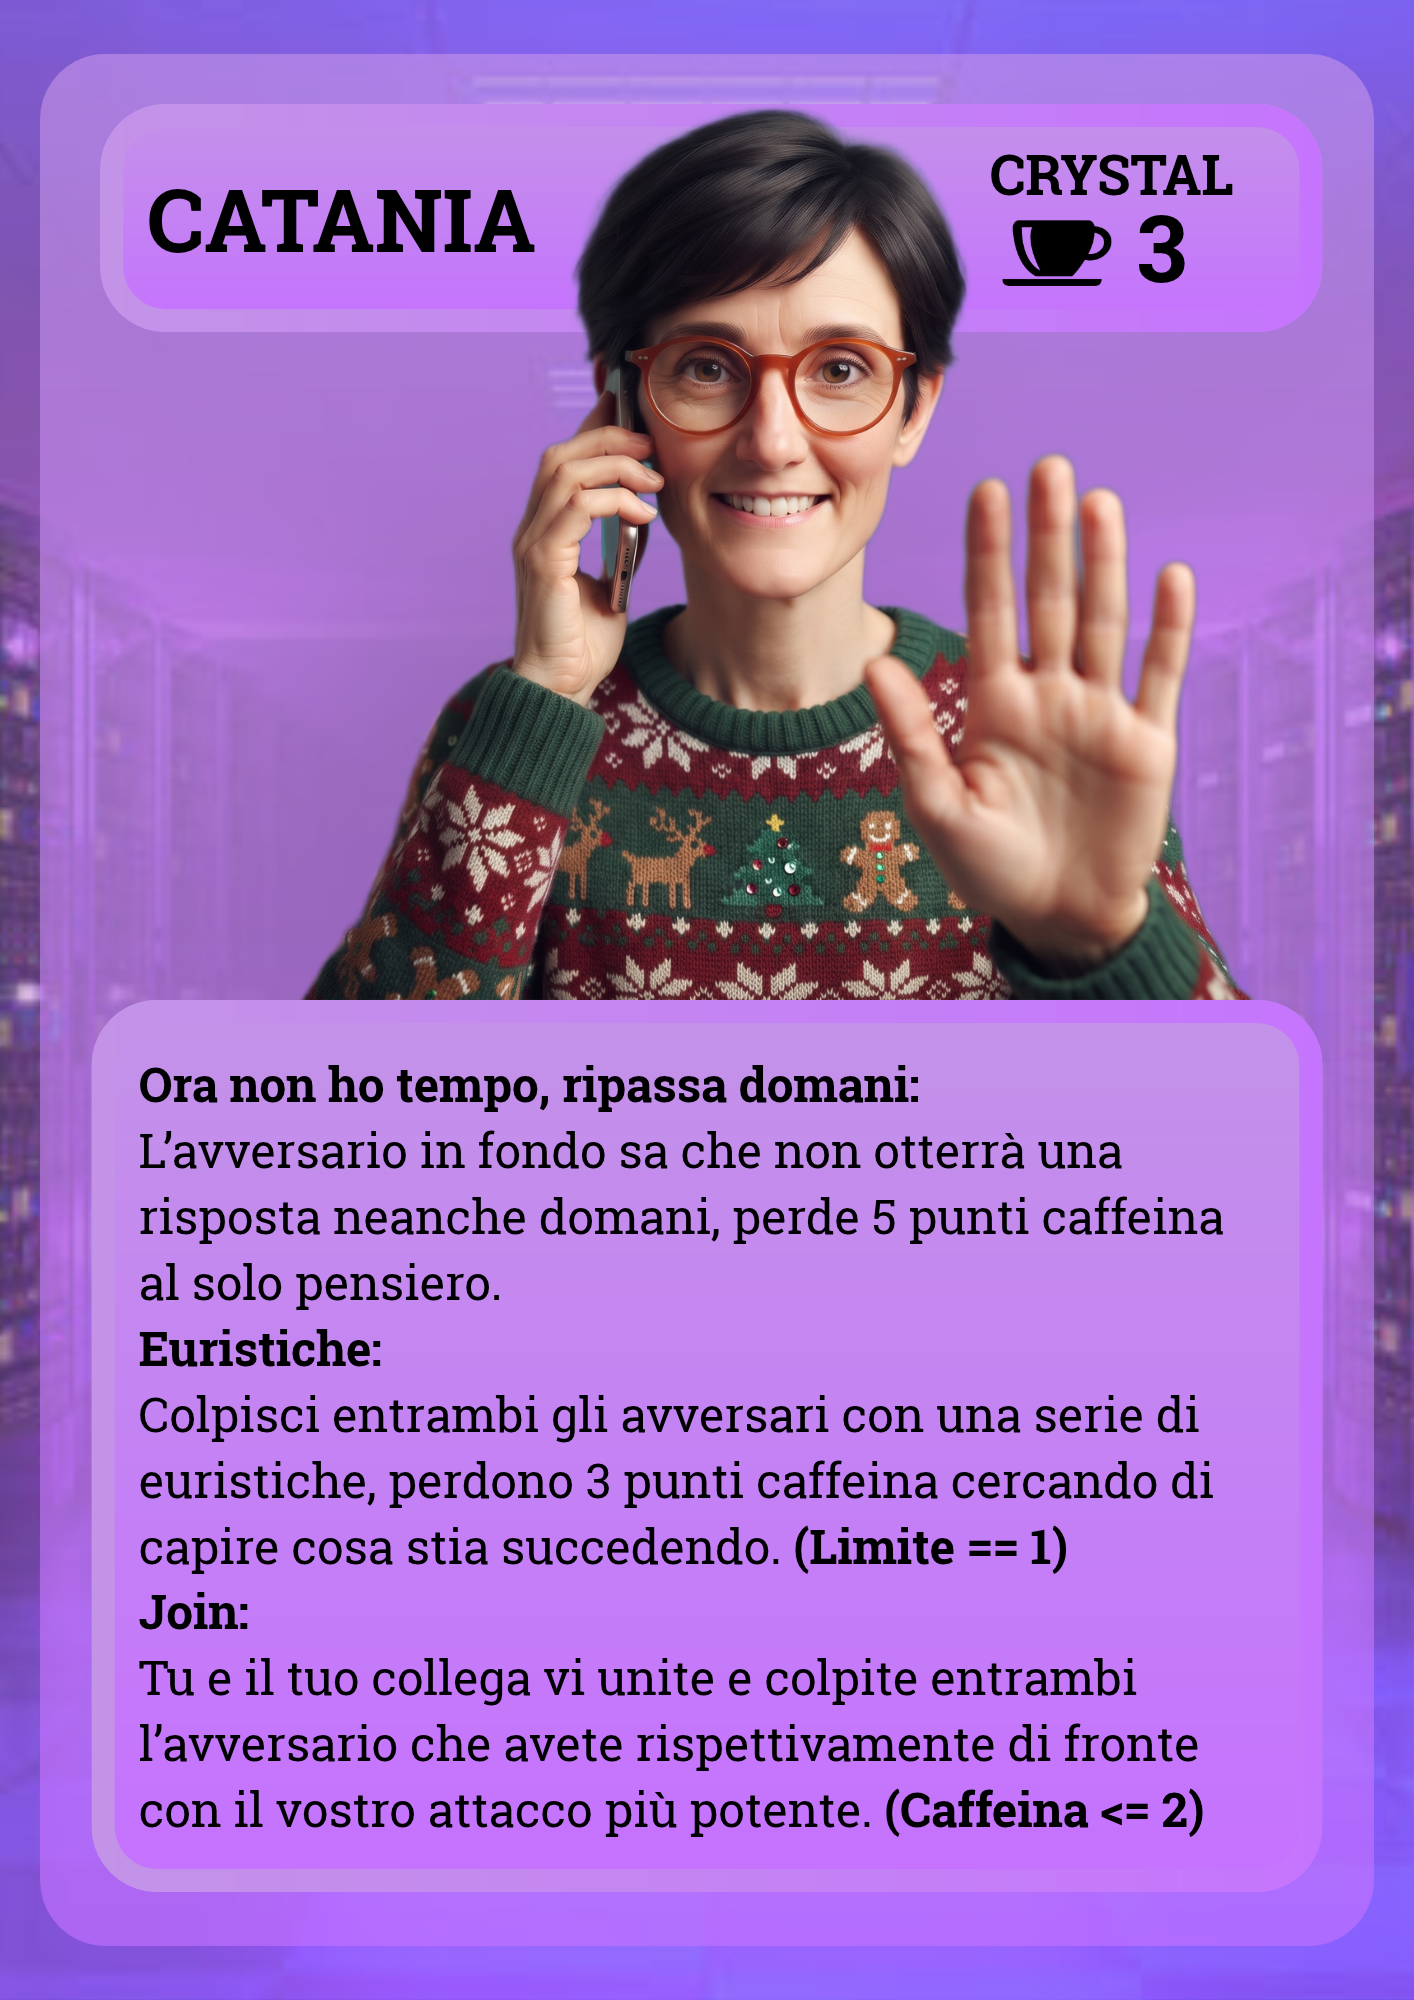 CATANIA
CRYSTAL
3
Ora non ho tempo, ripassa domani:
L’avversario in fondo sa che non otterrà una
risposta neanche domani, perde 5 punti caffeina
al solo pensiero.
Euristiche:
Colpisci entrambi gli avversari con una serie di
euristiche, perdono 3 punti caffeina cercando di
capire cosa stia succedendo. (Limite == 1)
Join:
Tu e il tuo collega vi unite e colpite entrambi
l’avversario che avete rispettivamente di fronte
con il vostro attacco più potente. (Caffeina <= 2)